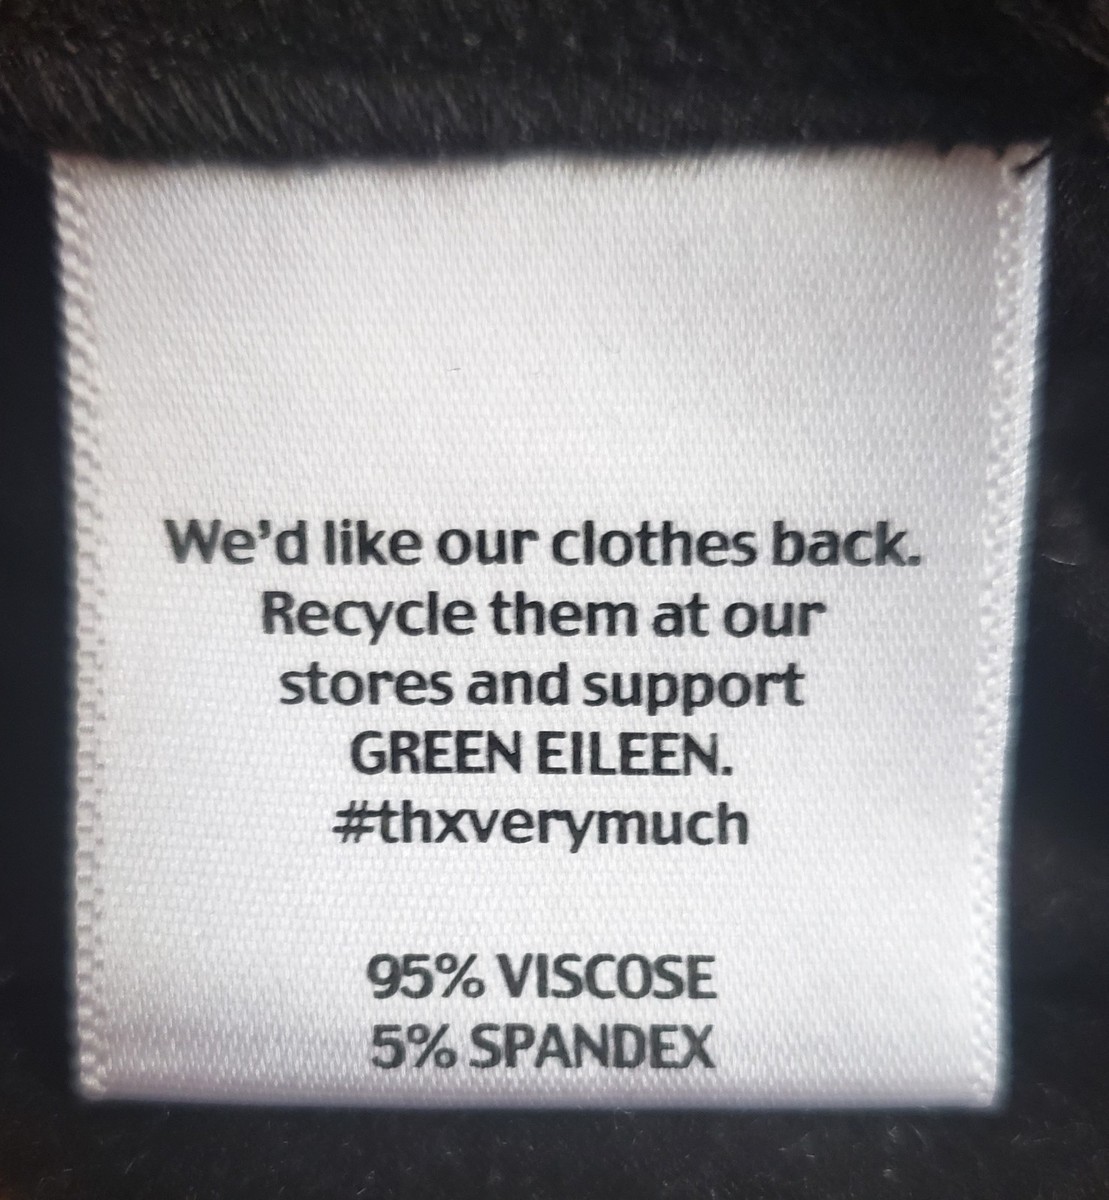 We'd like our clothes back.
Recycle them at our
stores and support
GREEN EILEEN.
#thxverymuch
95% VISCOSE
5% SPANDEX